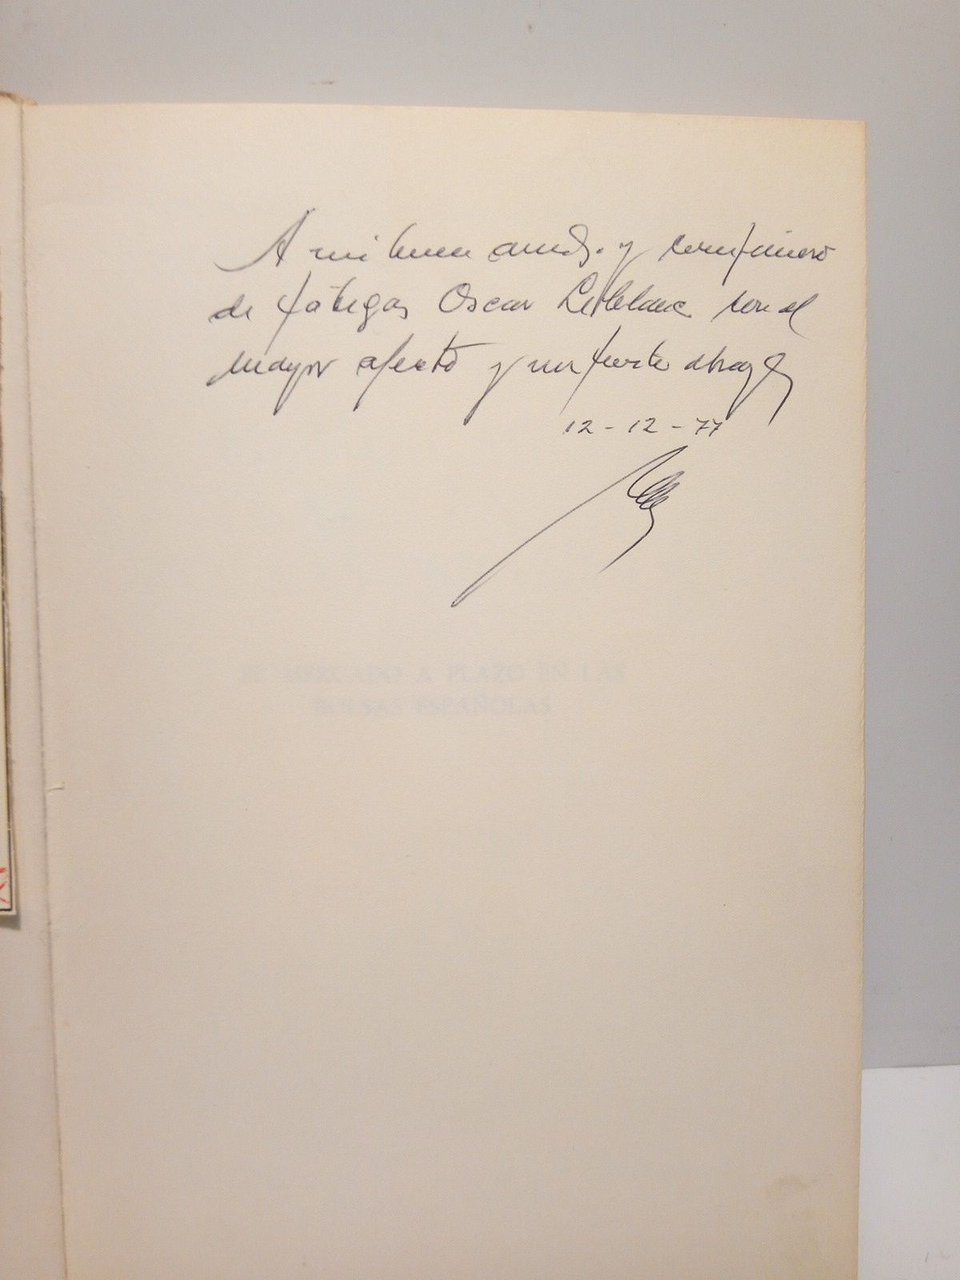 A mi buen amigo y compañero
de fatigas Oscar Leblanc con el
mayor afecto y un fuerte abrazo
12-12-77
EL MERCADO A PLAZO EN LAS
BOLSAS ESPAÑOLAS